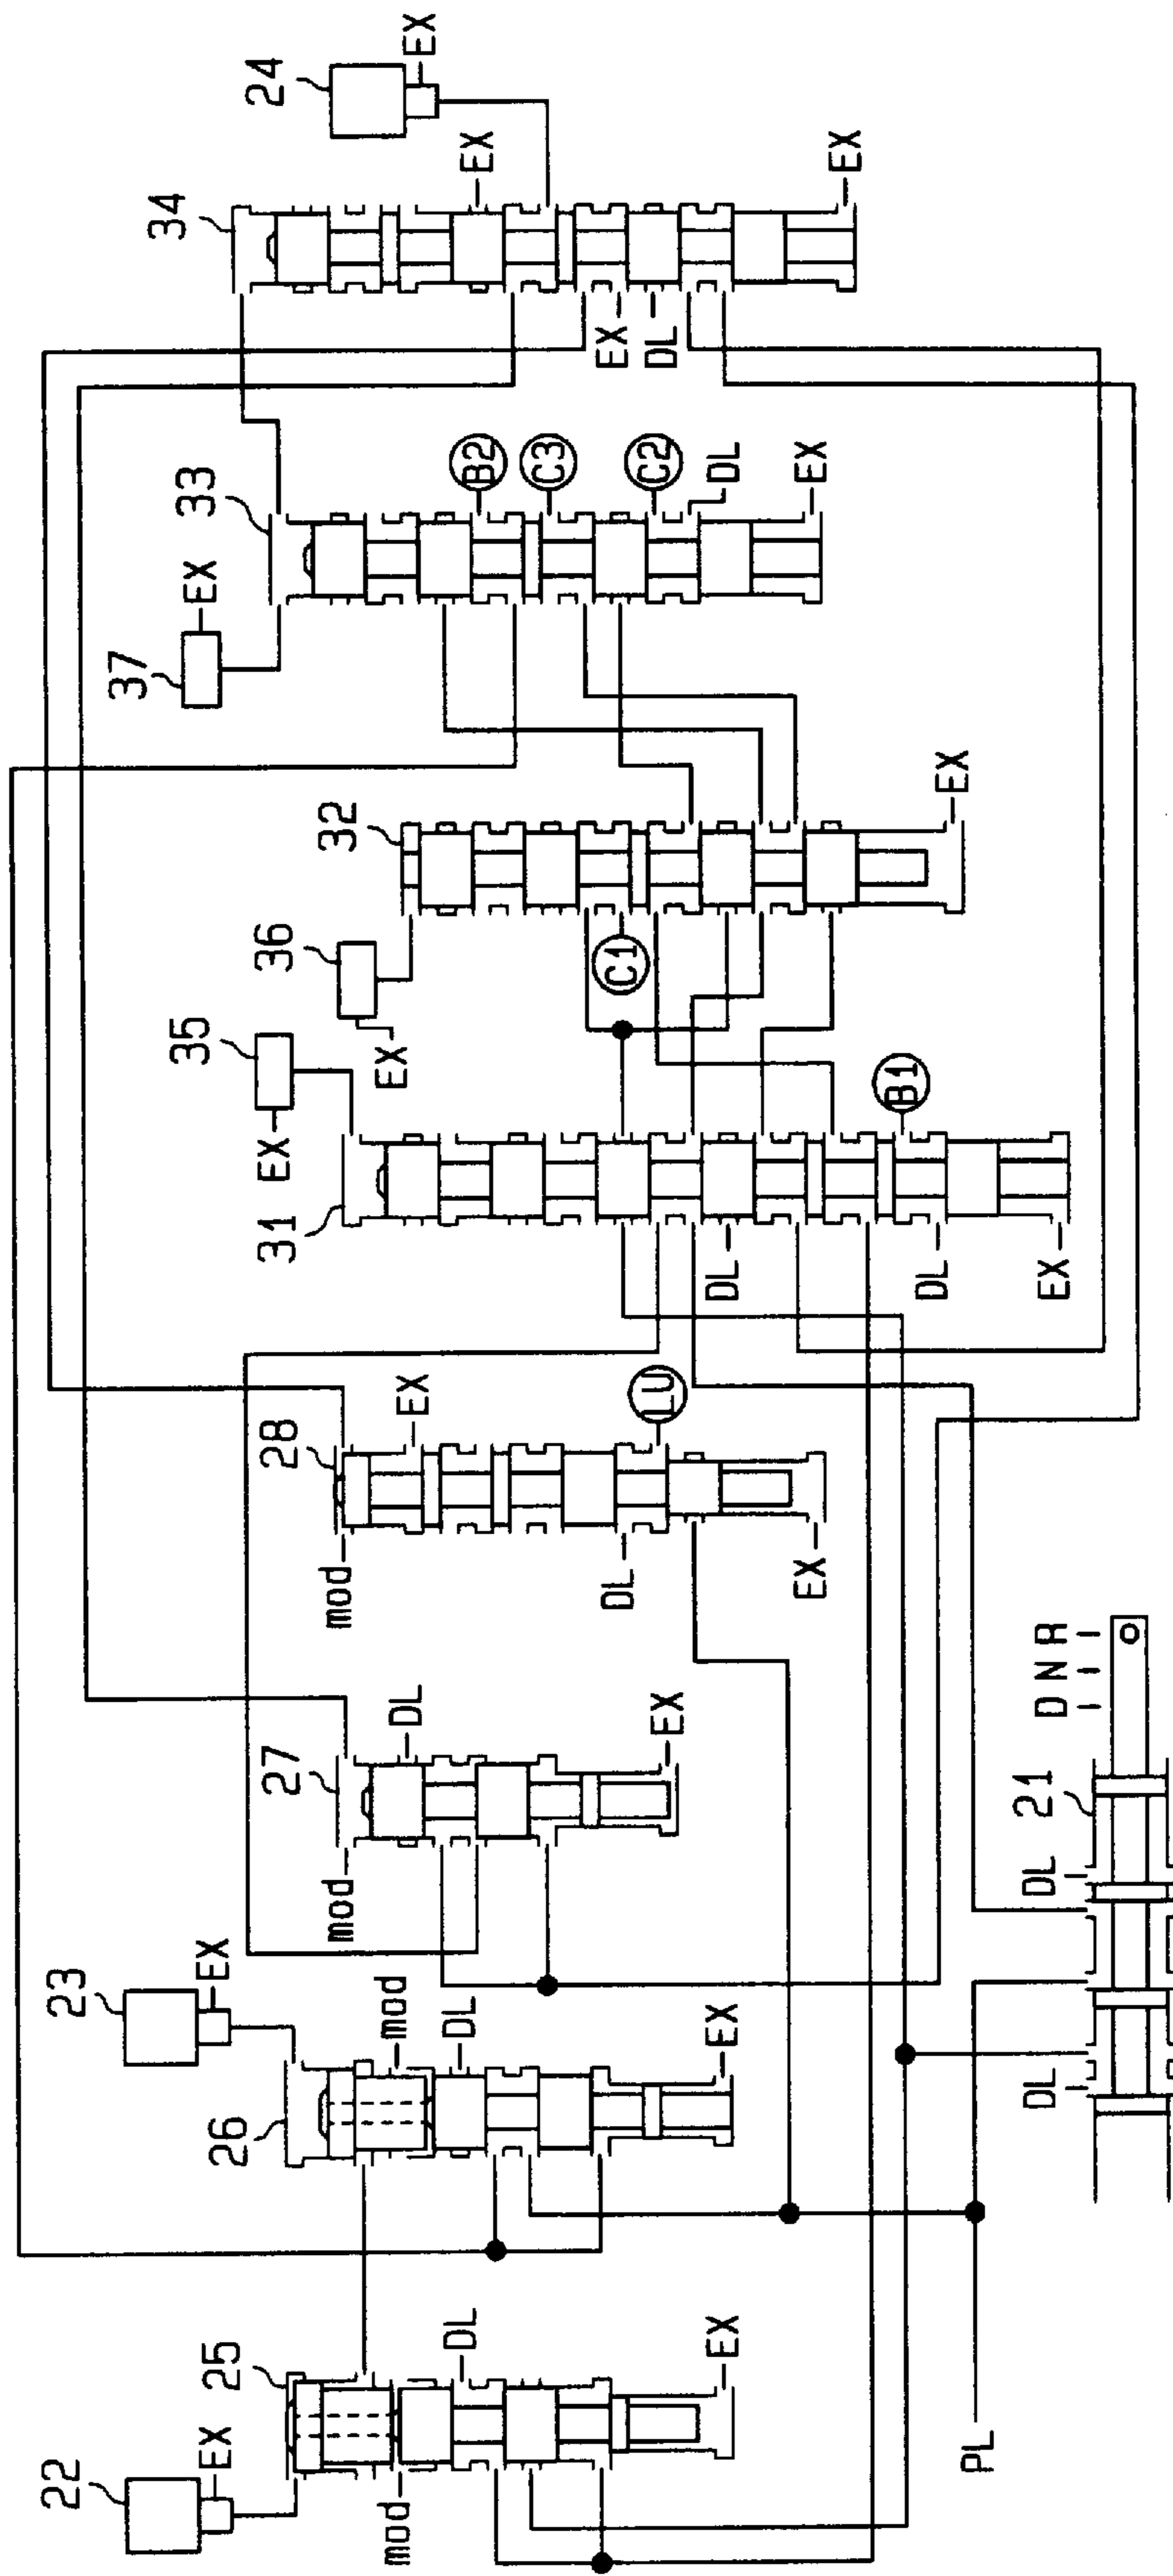 24
EX
34
EX
EX
DL
EX
33
37
EX
B2
C3
C2
DL
EX
32
36
EX
C1
EX
35
EX
31
DL
B1
DL
EX
28
mod
EX
LU
DL
EX
27
mod
DL
EX
D N R
21
DL
DL
23
EX
26
mod
DL
EX
25
22
EX
mod
DL
EX
PL